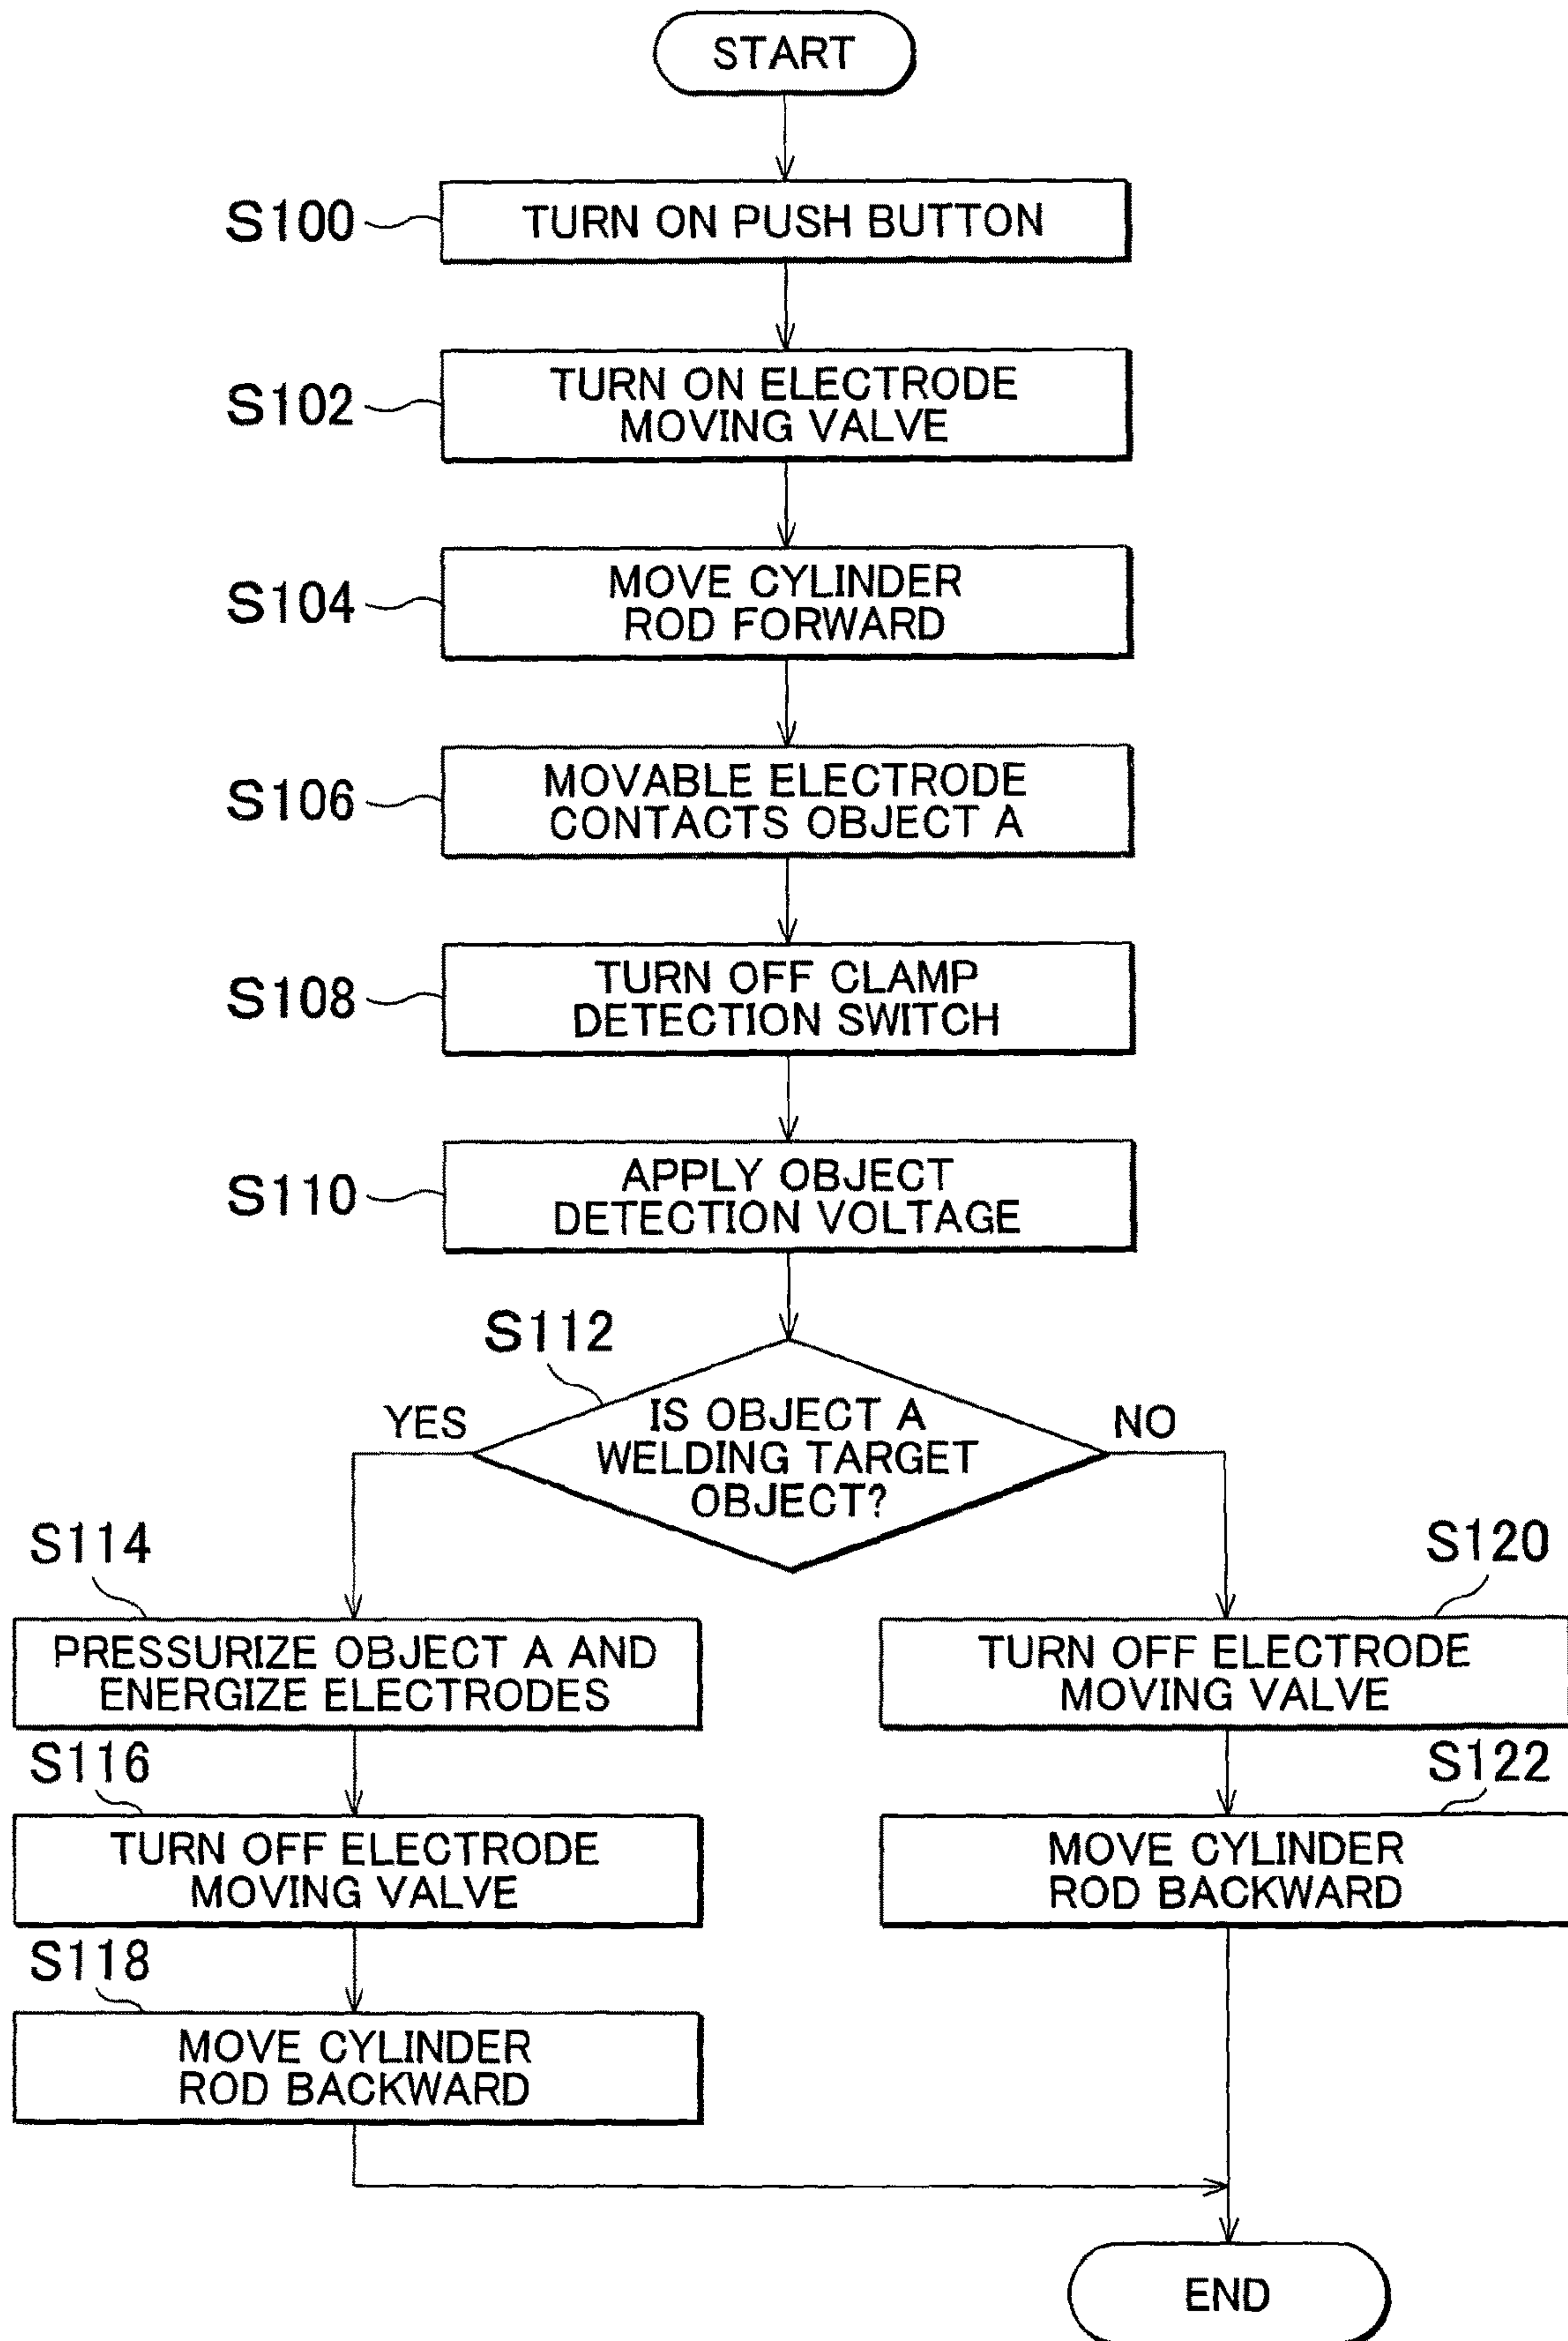 START
S100
TURN ON PUSH BUTTON
S102
TURN ON ELECTRODE
MOVING VALVE
S104
MOVE CYLINDER
ROD FORWARD
S106
MOVABLE ELECTRODE
CONTACTS OBJECT A
S108
TURN OFF CLAMP
DETECTION SWITCH
S110
APPLY OBJECT
DETECTION VOLTAGE
S112
IS OBJECT A
WELDING TARGET
OBJECT?
YES
NO
S114
PRESSURIZE OBJECT A AND
ENERGIZE ELECTRODES
S116
TURN OFF ELECTRODE
MOVING VALVE
S118
MOVE CYLINDER
ROD BACKWARD
S120
TURN OFF ELECTRODE
MOVING VALVE
S122
MOVE CYLINDER
ROD BACKWARD
END